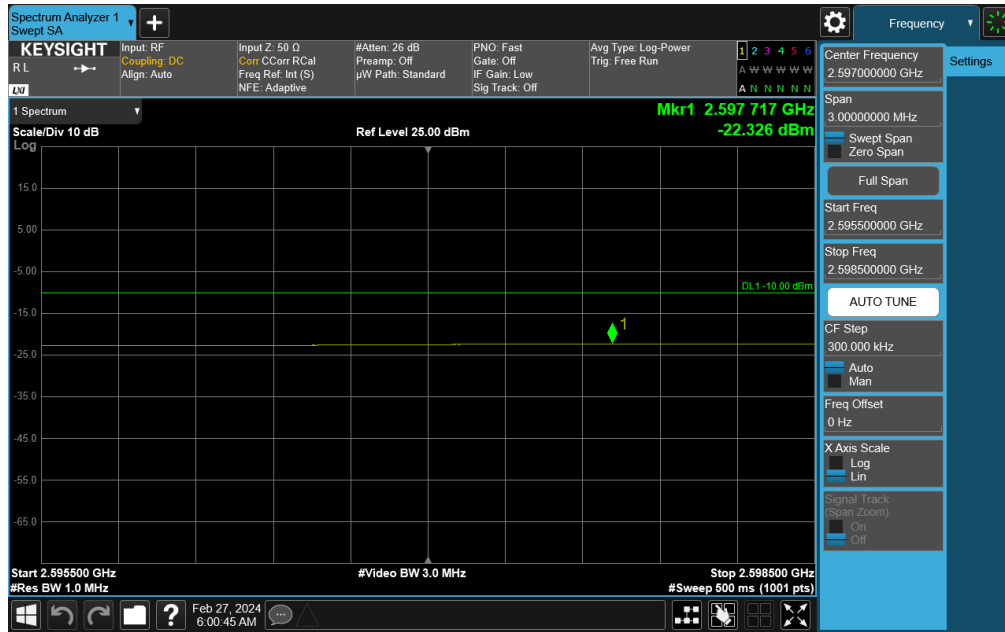 Spectrum Analyzer 1
Swept SA
Frequency
KEYSIGHT
R L
LXI
Input: RF
Coupling: DC
Align: Auto
Input Z: 50 Ω
Corr CCorr RCal
Freq Ref: Int (S)
NFE: Adaptive
#Atten: 26 dB
Preamp: Off
µW Path: Standard
PNO: Fast
Gate: Off
IF Gain: Low
Sig Track: Off
Avg Type: Log-Power
Trig: Free Run
1 2 3 4 5 6
A W W W W W
A N N N N N
1 Spectrum
Mkr1 2.597 717 GHz
-22.326 dBm
Scale/Div 10 dB
Ref Level 25.00 dBm
Log
15.0
5.00
-5.00
DL1 -10.00 dBm
-15.0
1
-25.0
-35.0
-45.0
-55.0
-65.0
Start 2.595500 GHz
#Video BW 3.0 MHz
Stop 2.598500 GHz
#Res BW 1.0 MHz
#Sweep 500 ms (1001 pts)
Feb 27, 2024
6:00:45 AM
Center Frequency
2.597000000 GHz
Settings
Span
3.00000000 MHz
Swept Span
Zero Span
Full Span
Start Freq
2.595500000 GHz
Stop Freq
2.598500000 GHz
AUTO TUNE
CF Step
300.000 kHz
Auto
Man
Freq Offset
0 Hz
X Axis Scale
Log
Lin
Signal Track
(Span Zoom)
On
Off